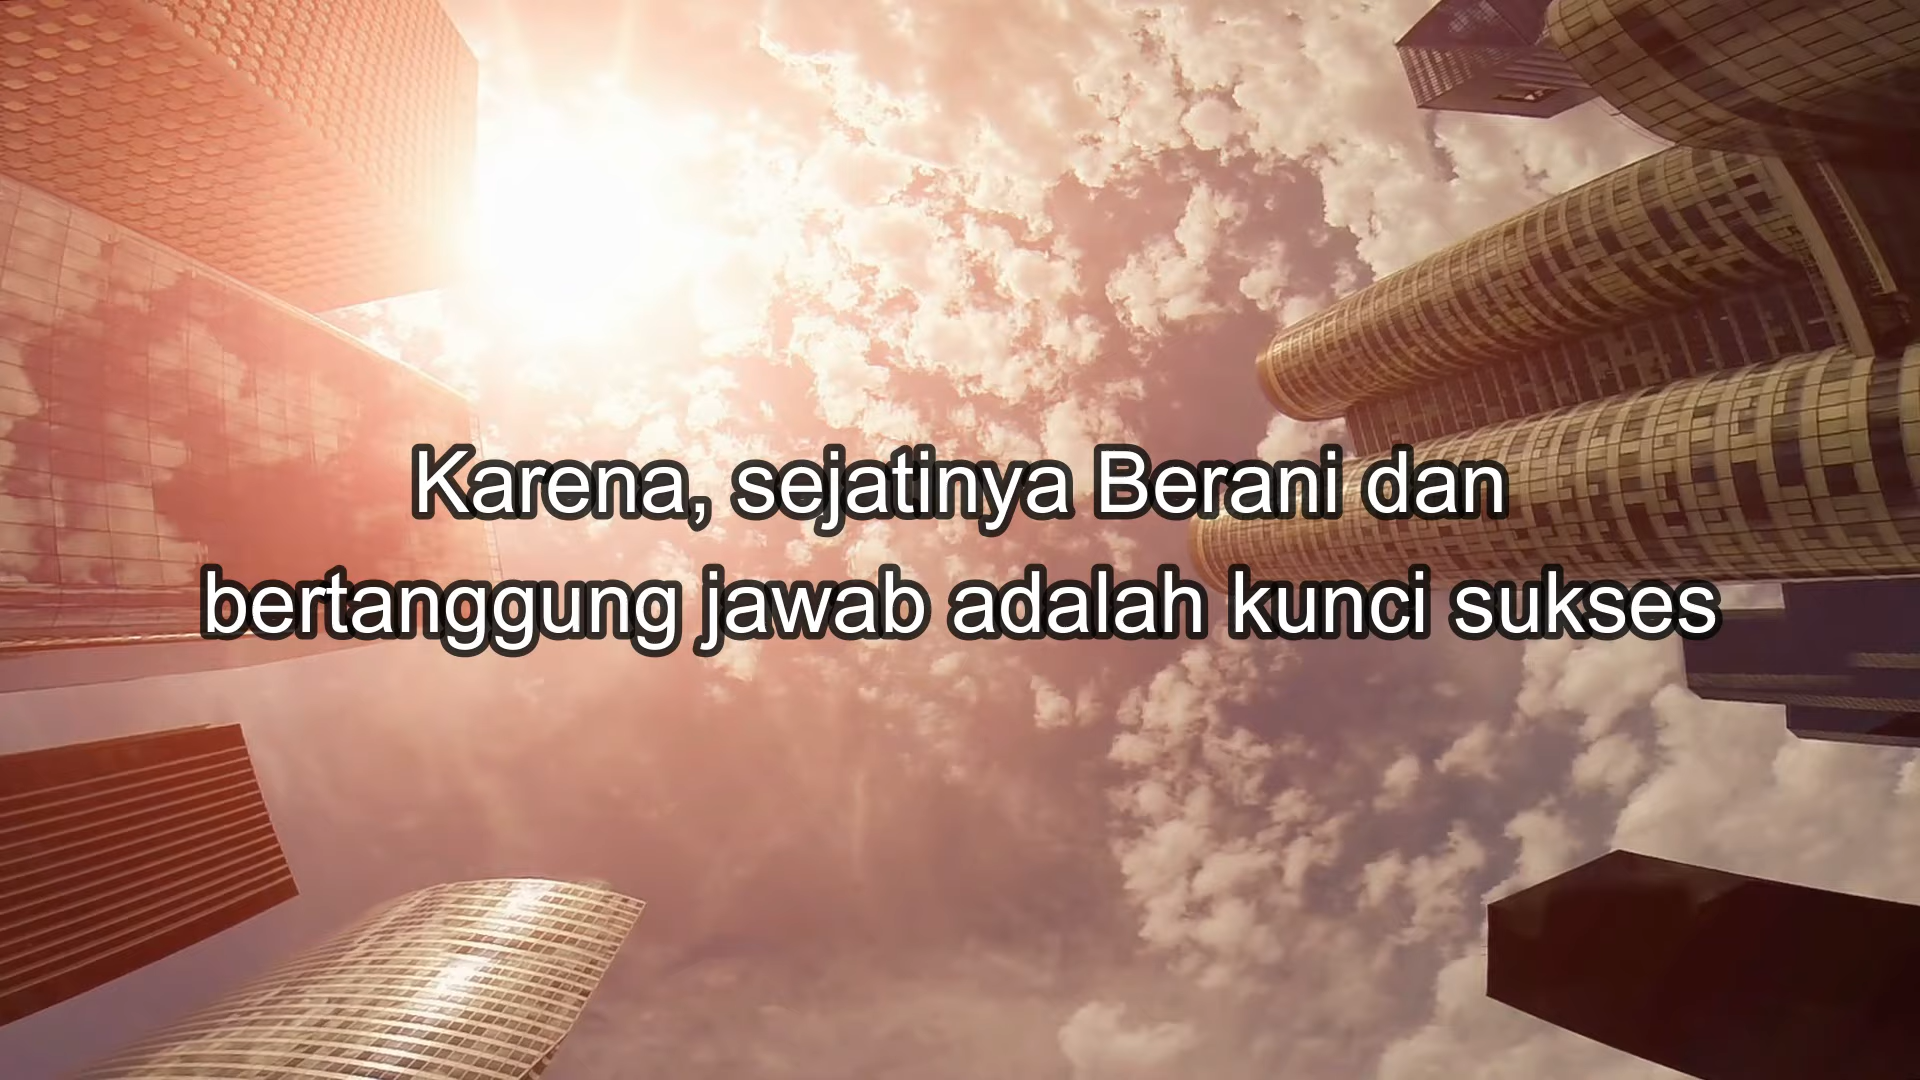 Karena, sejatinya Berani dan
bertanggung jawab adalah kunci sukses